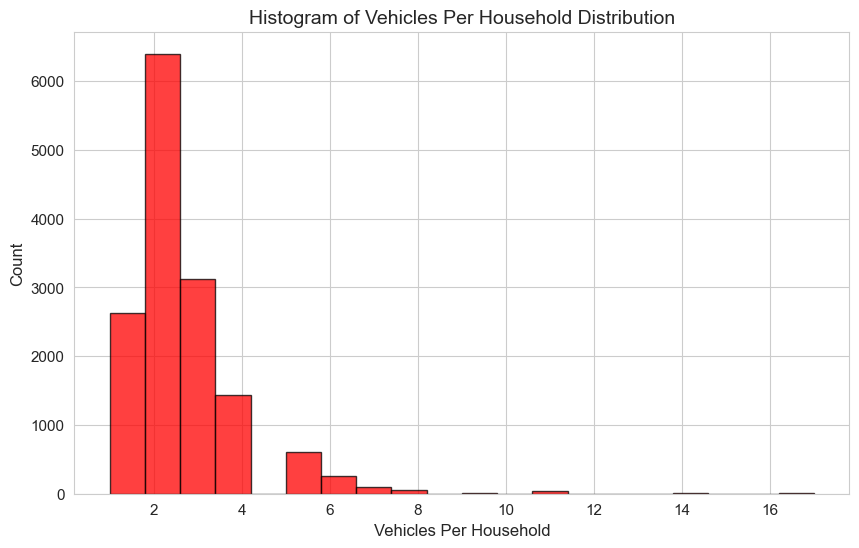 Histogram of Vehicles Per Household Distribution
6000
5000
4000
3000
2000
1000
0
Count
2 4 6 8 10 12 14 16
Vehicles Per Household